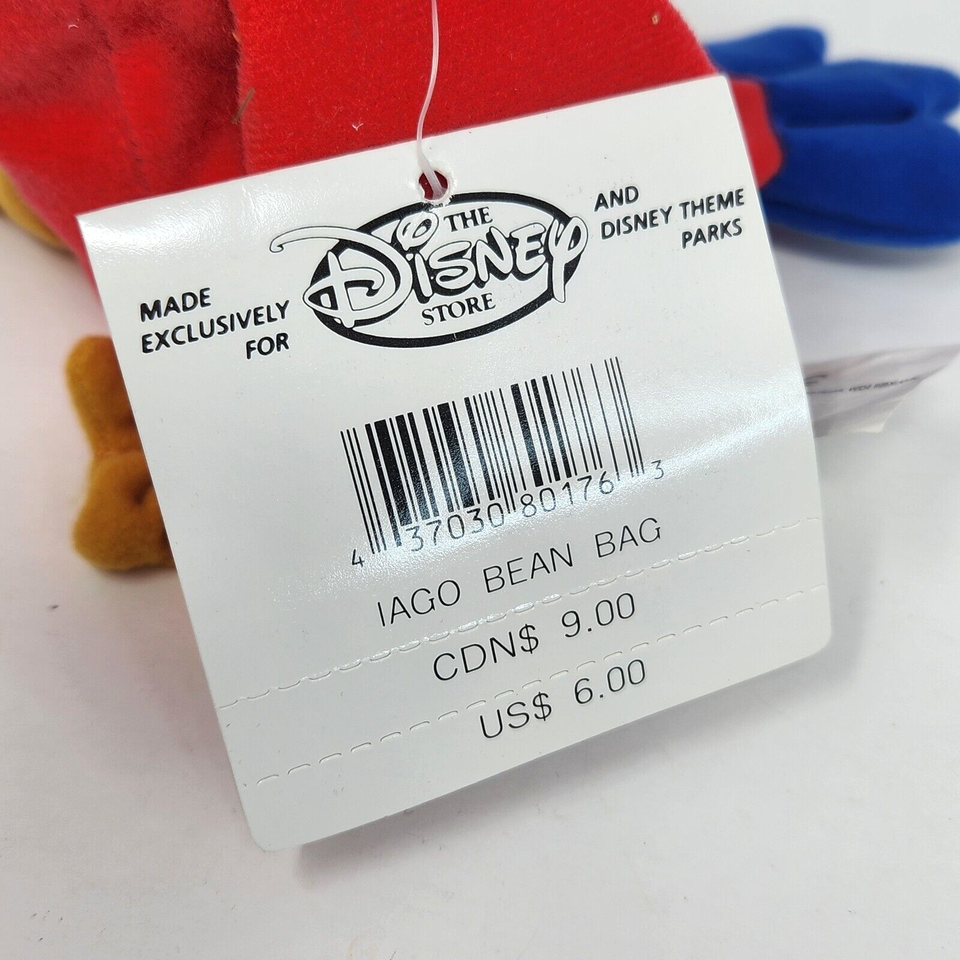 MADE
EXCLUSIVELY
FOR
THE
Disney
STORE
AND
DISNEY THEME
PARKS
4 37030 80176 3
IAGO BEAN BAG
CDN$ 9.00
US$ 6.00